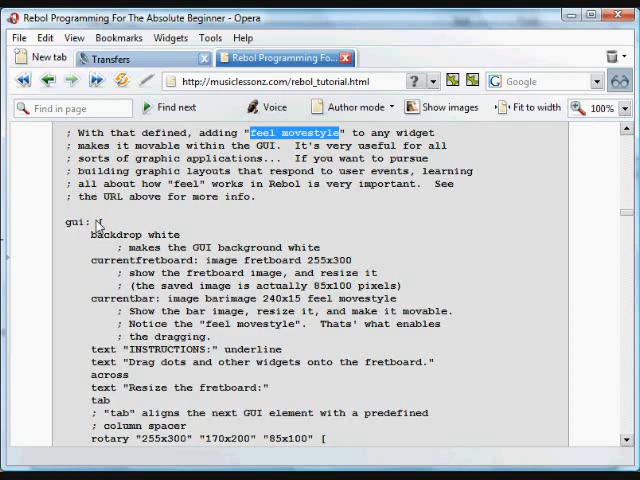 Rebol Programming For The Absolute Beginner - Opera
File Edit View Bookmarks Widgets Tools Help
New tab Transfers Rebol Programming Fo...
http://musiclessonz.com/rebol_tutorial.html ? Google
Find in page Find next Voice Author mode Show images Fit to width 100%
; With that defined, adding "feel movestyle" to any widget
; makes it movable within the GUI.  It's very useful for all
; sorts of graphic applications...  If you want to pursue
; building graphic layouts that respond to user events, learning
; all about how "feel" works in Rebol is very important.  See
; the URL above for more info.
gui: [
backdrop white
; makes the GUI background white
currentfretboard: image fretboard 255x300
; show the fretboard image, and resize it
; (the saved image is actually 85x100 pixels)
currentbar: image barimage 240x15 feel movestyle
; Show the bar image, resize it, and make it movable.
; Notice the "feel movestyle".  Thats' what enables
; the dragging.
text "INSTRUCTIONS:" underline
text "Drag dots and other widgets onto the fretboard."
across
text "Resize the fretboard:"
tab
; "tab" aligns the next GUI element with a predefined
; column spacer
rotary "255x300" "170x200" "85x100" [